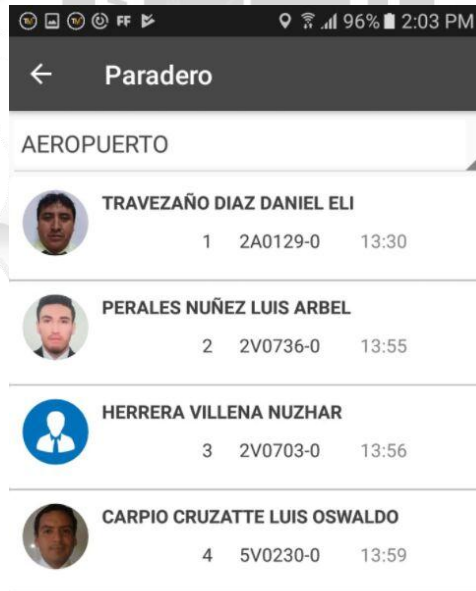 FF 96% 2:03 PM
Paradero
AEROPUERTO
TRAVEZAÑO DIAZ DANIEL ELI
1 2A0129-0 13:30
PERALES NUÑEZ LUIS ARBEL
2 2V0736-0 13:55
HERRERA VILLENA NUZHAR
3 2V0703-0 13:56
CARPIO CRUZATTE LUIS OSWALDO
4 5V0230-0 13:59